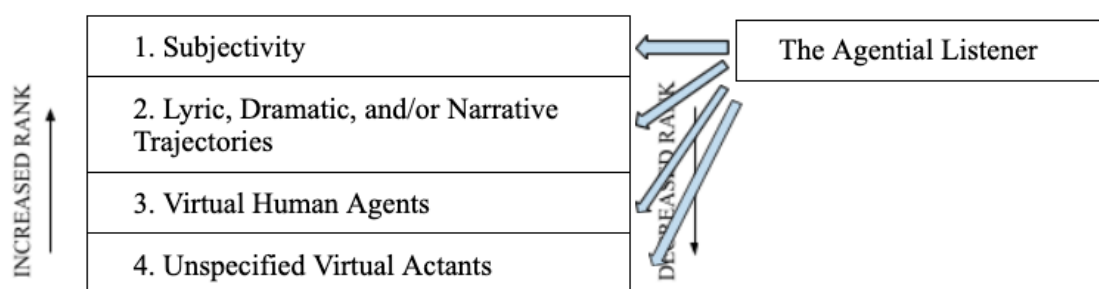 1. Subjectivity
The Agential Listener
2. Lyric, Dramatic, and/or Narrative
Trajectories
3. Virtual Human Agents
4. Unspecified Virtual Actants
INCREASED RANK
DECREASED RANK